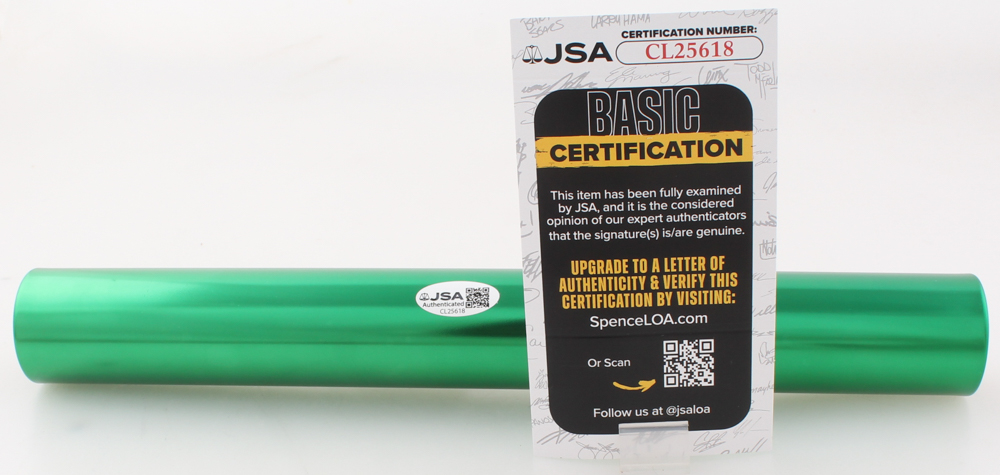 LARRY HAMA
JSA
CERTIFICATION NUMBER:
CL25618
BASIC
CERTIFICATION
This item has been fully examined
by JSA, and it is the considered
opinion of our expert authenticators
that the signature(s) is/are genuine.
UPGRADE TO A LETTER OF
AUTHENTICITY & VERIFY THIS
CERTIFICATION BY VISITING:
SpenceLOA.com
Or Scan
Follow us at @jsaloa
JSA
Authenticated
CL25618